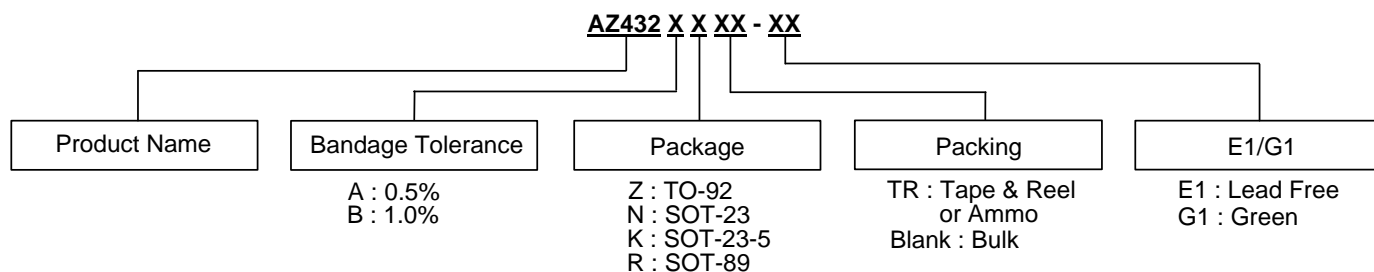 AZ432 X X XX - XX
Product Name
Bandage Tolerance
A : 0.5%
B : 1.0%
Package
Z : TO-92
N : SOT-23
K : SOT-23-5
R : SOT-89
Packing
TR : Tape & Reel
or Ammo
Blank : Bulk
E1/G1
E1 : Lead Free
G1 : Green